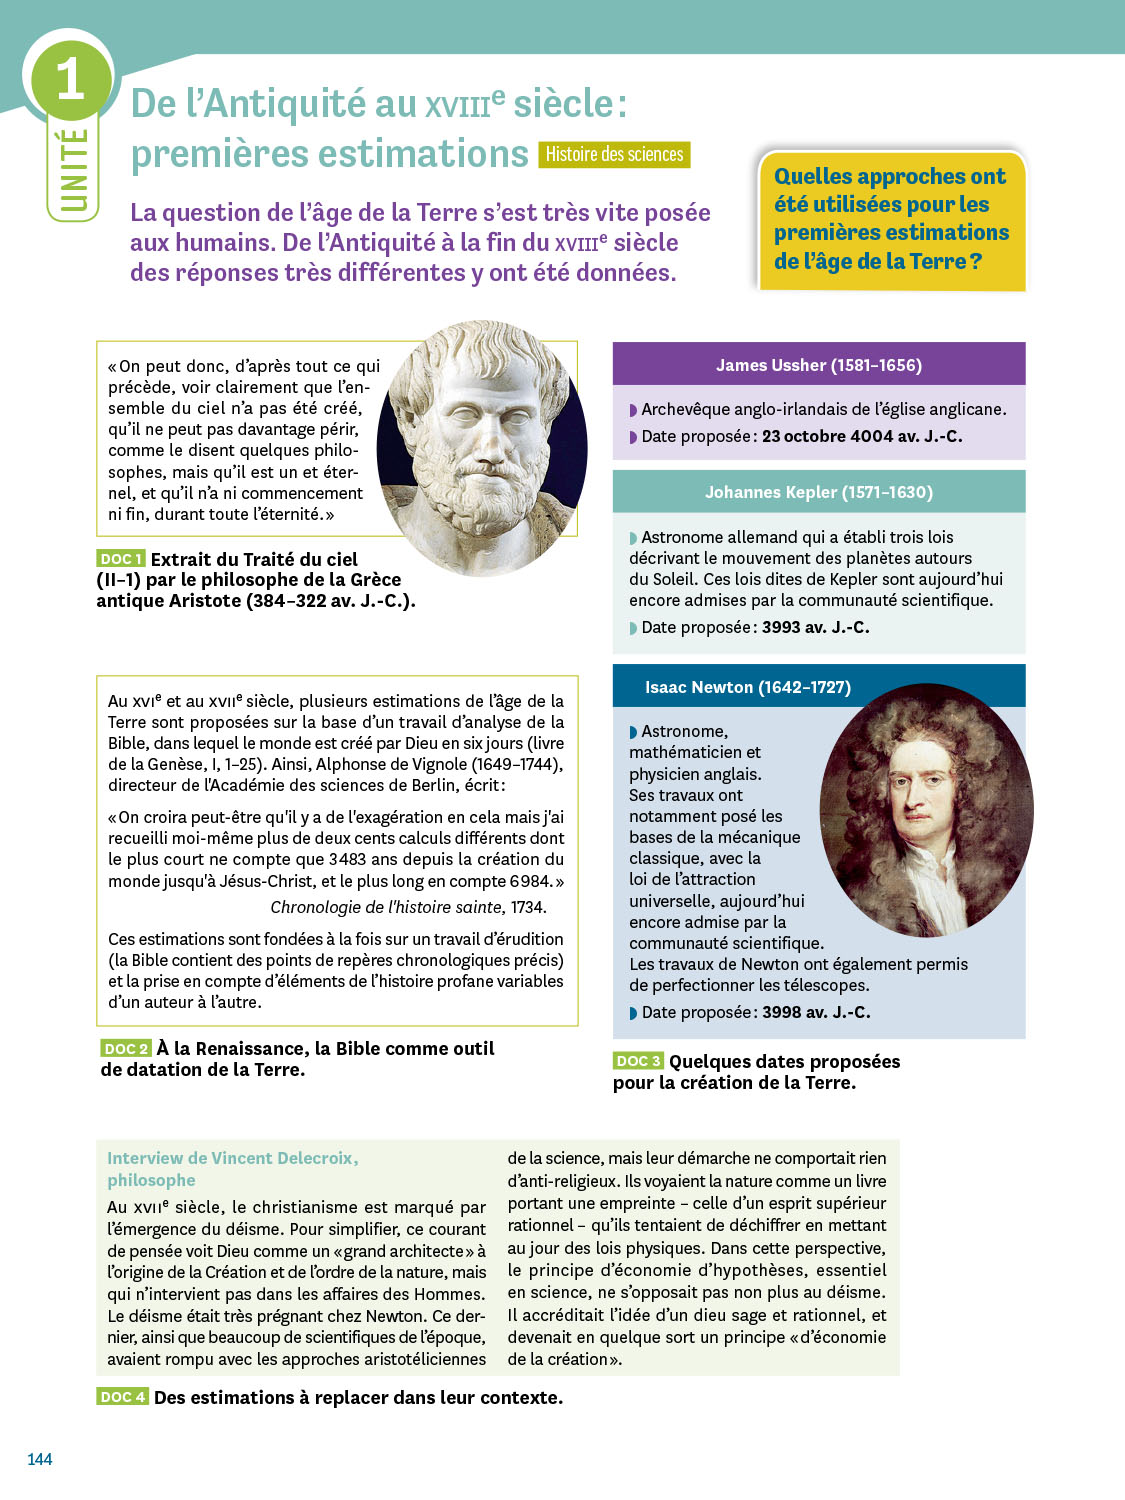 1
UNITÉ
De l'Antiquité au XVIIIe siècle :
premières estimations Histoire des sciences
La question de l'âge de la Terre s'est très vite posée
aux humains. De l'Antiquité à la fin du XVIIIe siècle
des réponses très différentes y ont été données.
Quelles approches ont
été utilisées pour les
premières estimations
de l'âge de la Terre ?
« On peut donc, d'après tout ce qui
précède, voir clairement que l'en-
semble du ciel n'a pas été créé,
qu'il ne peut pas davantage périr,
comme le disent quelques philo-
sophes, mais qu'il est un et éter-
nel, et qu'il n'a ni commencement
ni fin, durant toute l'éternité. »
DOC 1 Extrait du Traité du ciel
(II–1) par le philosophe de la Grèce
antique Aristote (384–322 av. J.-C.).
Au XVIe et au XVIIe siècle, plusieurs estimations de l'âge de la
Terre sont proposées sur la base d'un travail d'analyse de la
Bible, dans lequel le monde est créé par Dieu en six jours (livre
de la Genèse, I, 1–25). Ainsi, Alphonse de Vignole (1649–1744),
directeur de l'Académie des sciences de Berlin, écrit :
« On croira peut-être qu'il y a de l'exagération en cela mais j'ai
recueilli moi-même plus de deux cents calculs différents dont
le plus court ne compte que 3 483 ans depuis la création du
monde jusqu'à Jésus-Christ, et le plus long en compte 6 984. »
Chronologie de l'histoire sainte, 1734.
Ces estimations sont fondées à la fois sur un travail d'érudition
(la Bible contient des points de repères chronologiques précis)
et la prise en compte d'éléments de l'histoire profane variables
d'un auteur à l'autre.
DOC 2 À la Renaissance, la Bible comme outil
de datation de la Terre.
James Ussher (1581–1656)
Archevêque anglo-irlandais de l'église anglicane.
Date proposée : 23 octobre 4004 av. J.-C.
Johannes Kepler (1571–1630)
Astronome allemand qui a établi trois lois
décrivant le mouvement des planètes autours
du Soleil. Ces lois dites de Kepler sont aujourd'hui
encore admises par la communauté scientifique.
Date proposée : 3993 av. J.-C.
Isaac Newton (1642–1727)
Astronome,
mathématicien et
physicien anglais.
Ses travaux ont
notamment posé les
bases de la mécanique
classique, avec la
loi de l'attraction
universelle, aujourd'hui
encore admise par la
communauté scientifique.
Les travaux de Newton ont également permis
de perfectionner les télescopes.
Date proposée : 3998 av. J.-C.
DOC 3 Quelques dates proposées
pour la création de la Terre.
Interview de Vincent Delecroix,
philosophe
Au XVIIe siècle, le christianisme est marqué par
l'émergence du déisme. Pour simplifier, ce courant
de pensée voit Dieu comme un « grand architecte » à
l'origine de la Création et de l'ordre de la nature, mais
qui n'intervient pas dans les affaires des Hommes.
Le déisme était très prégnant chez Newton. Ce der-
nier, ainsi que beaucoup de scientifiques de l'époque,
avaient rompu avec les approches aristotéliciennes
de la science, mais leur démarche ne comportait rien
d'anti-religieux. Ils voyaient la nature comme un livre
portant une empreinte – celle d'un esprit supérieur
rationnel – qu'ils tentaient de déchiffrer en mettant
au jour des lois physiques. Dans cette perspective,
le principe d'économie d'hypothèses, essentiel
en science, ne s'opposait pas non plus au déisme.
Il accréditait l'idée d'un dieu sage et rationnel, et
devenait en quelque sort un principe « d'économie
de la création ».
DOC 4 Des estimations à replacer dans leur contexte.
144